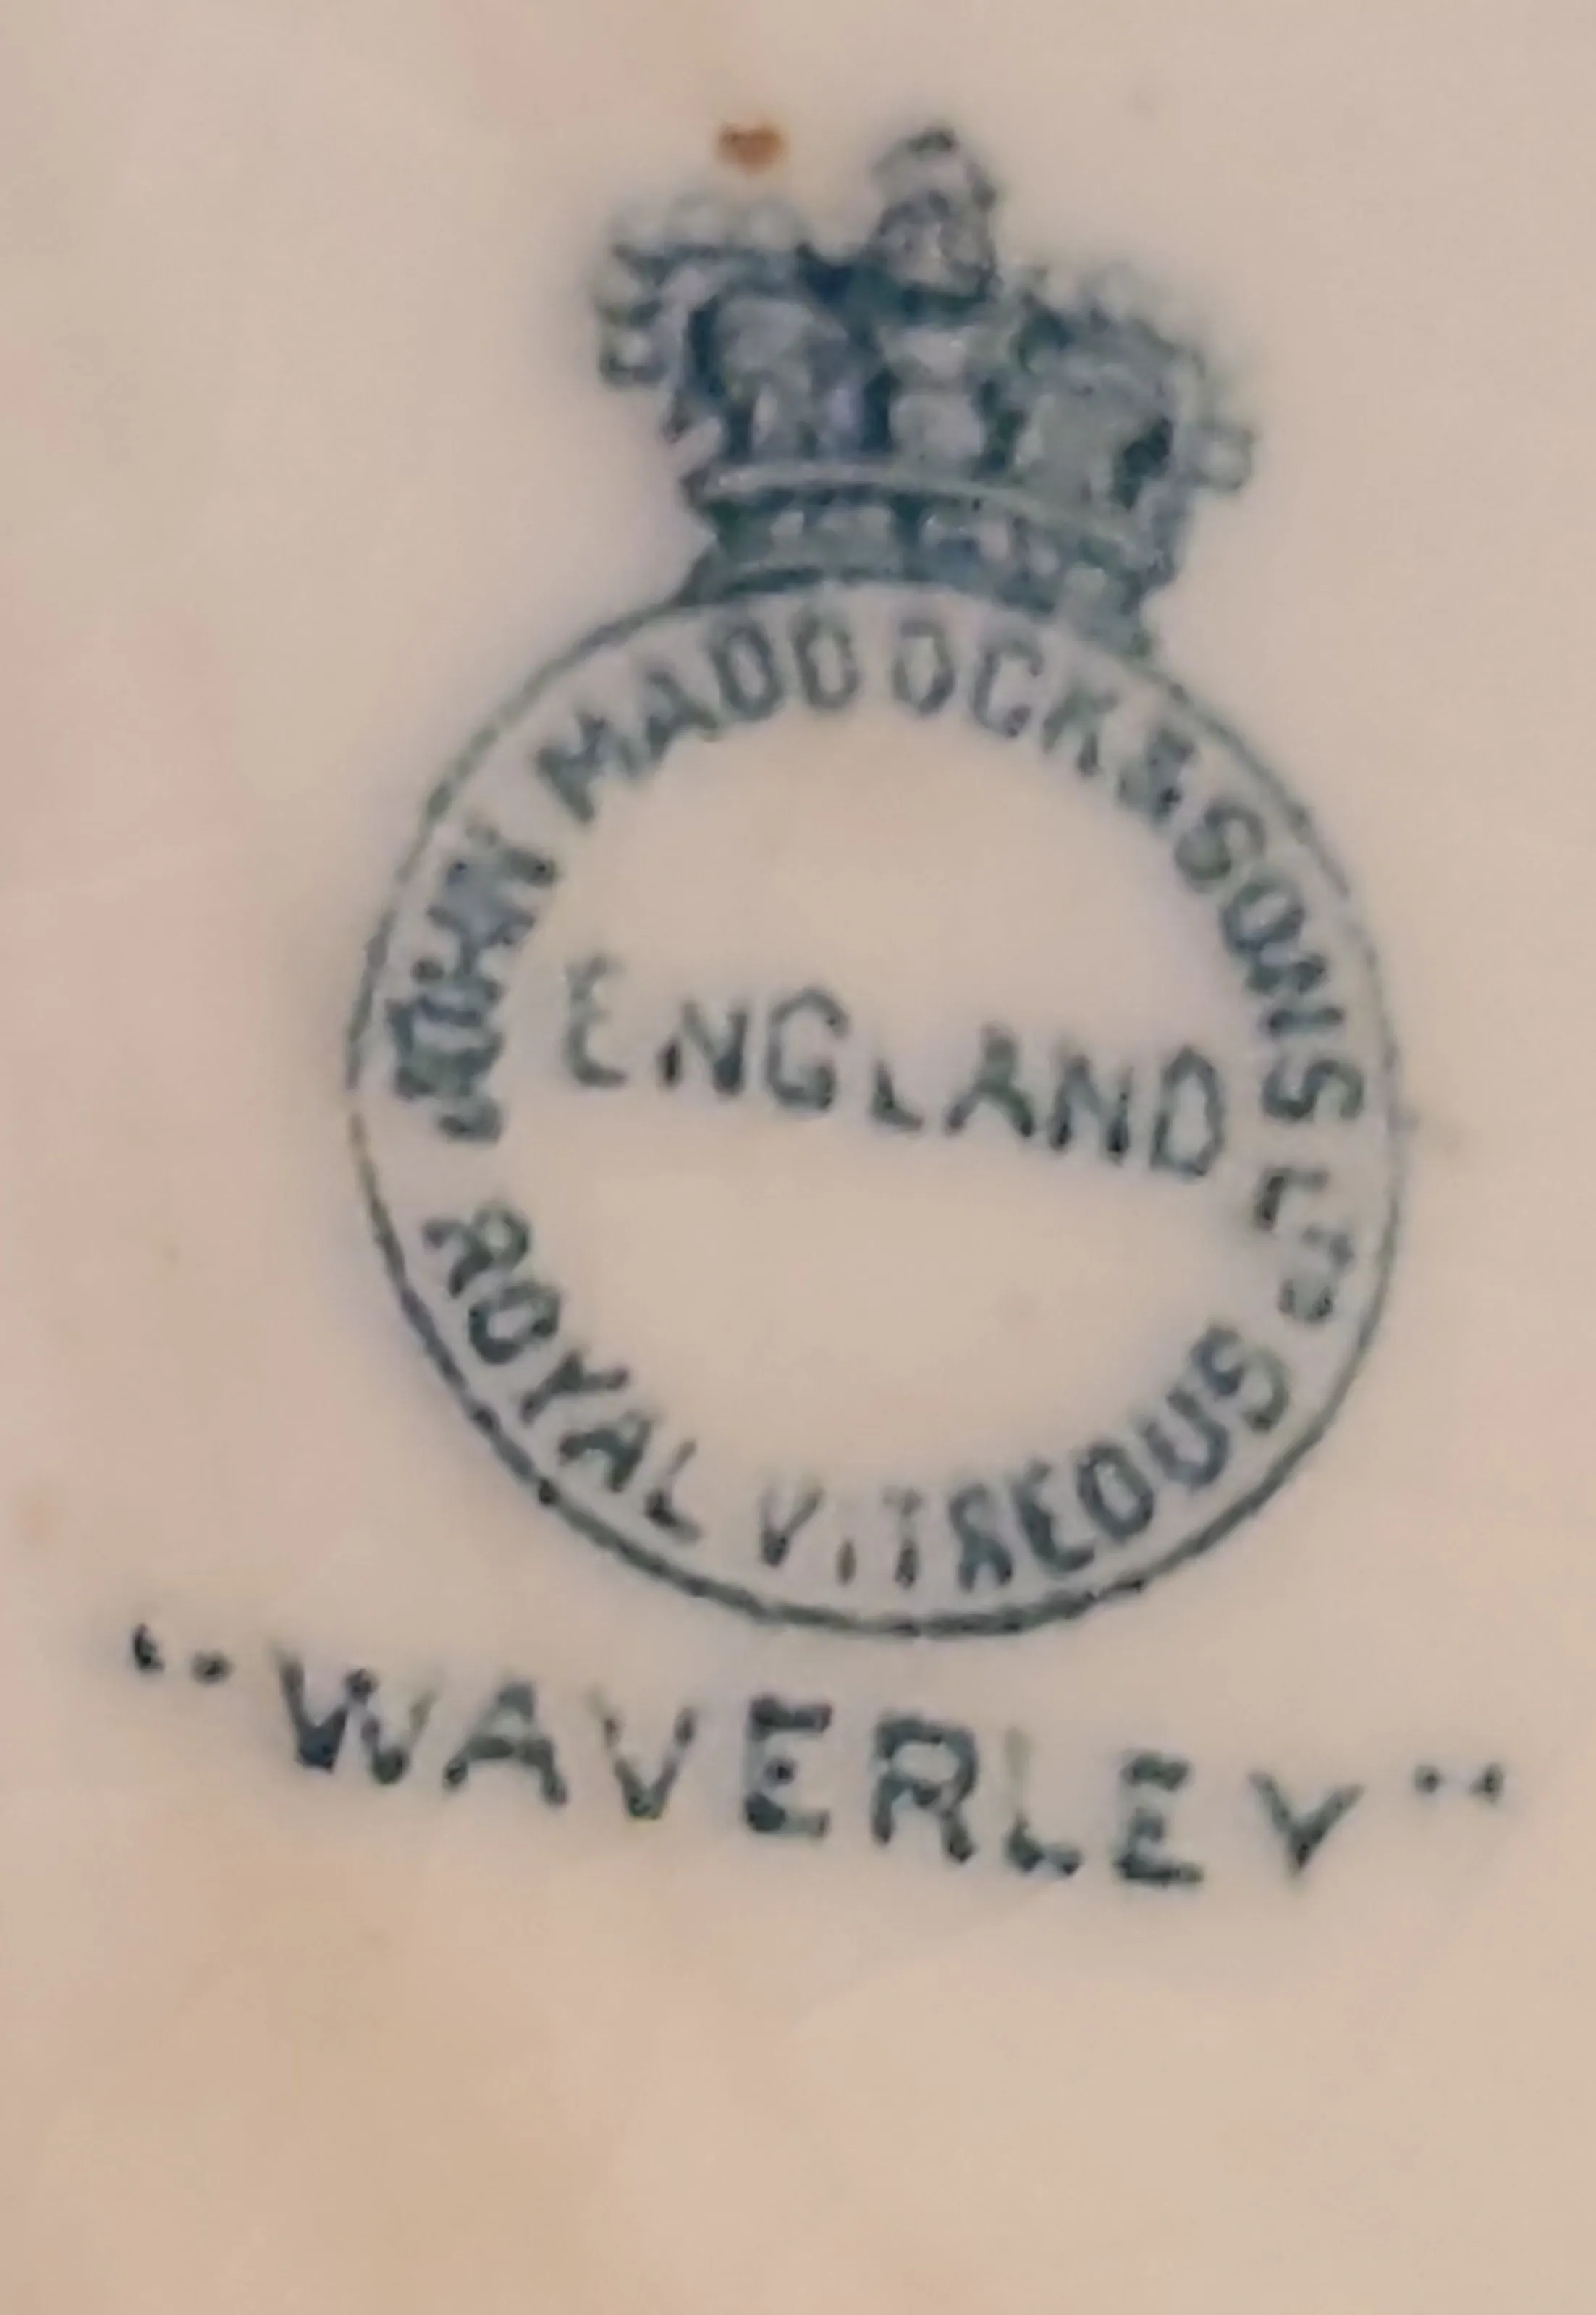 JOHN MADDOCK & SONS LTD
ENGLAND
ROYAL VITREOUS
"WAVERLEY"